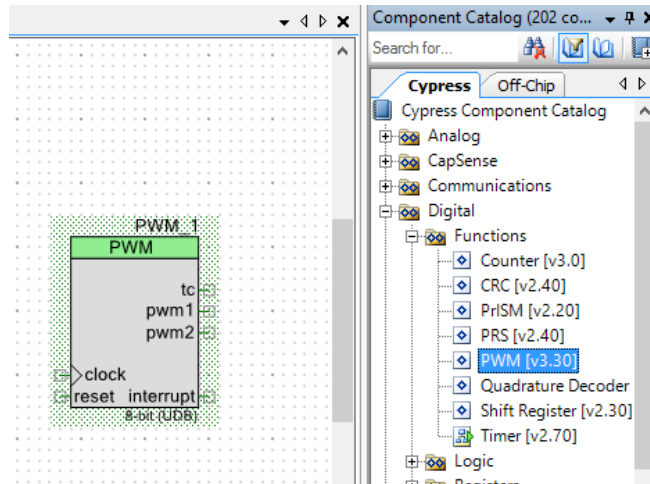 PWM_1
PWM
tc
pwm1
pwm2
clock
reset interrupt
8-bit (UDB)
Component Catalog (202 co...
Search for...
Cypress Off-Chip
Cypress Component Catalog
Analog
CapSense
Communications
Digital
Functions
Counter [v3.0]
CRC [v2.40]
PrISM [v2.20]
PRS [v2.40]
PWM [v3.30]
Quadrature Decoder
Shift Register [v2.30]
Timer [v2.70]
Logic
Registers